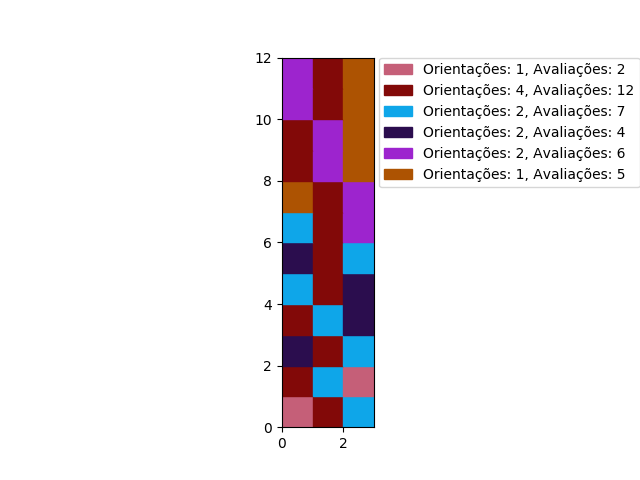 12
10
8
6
4
2
0
0 2
Orientações: 1, Avaliações: 2
Orientações: 4, Avaliações: 12
Orientações: 2, Avaliações: 7
Orientações: 2, Avaliações: 4
Orientações: 2, Avaliações: 6
Orientações: 1, Avaliações: 5